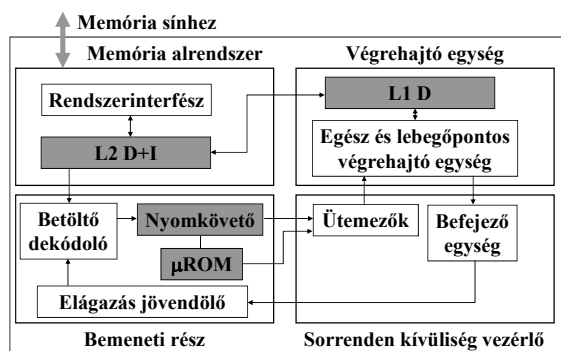 Memória sínhez
Memória alrendszer
Végrehajtó egység
Rendszerinterfész
L2 D+I
L1 D
Egész és lebegőpontos
végrehajtó egység
Betöltő
dekódoló
Nyomkövető
μROM
Elágazás jövendölő
Bemeneti rész
Ütemezők
Befejező
egység
Sorrenden kívüliség vezérlő